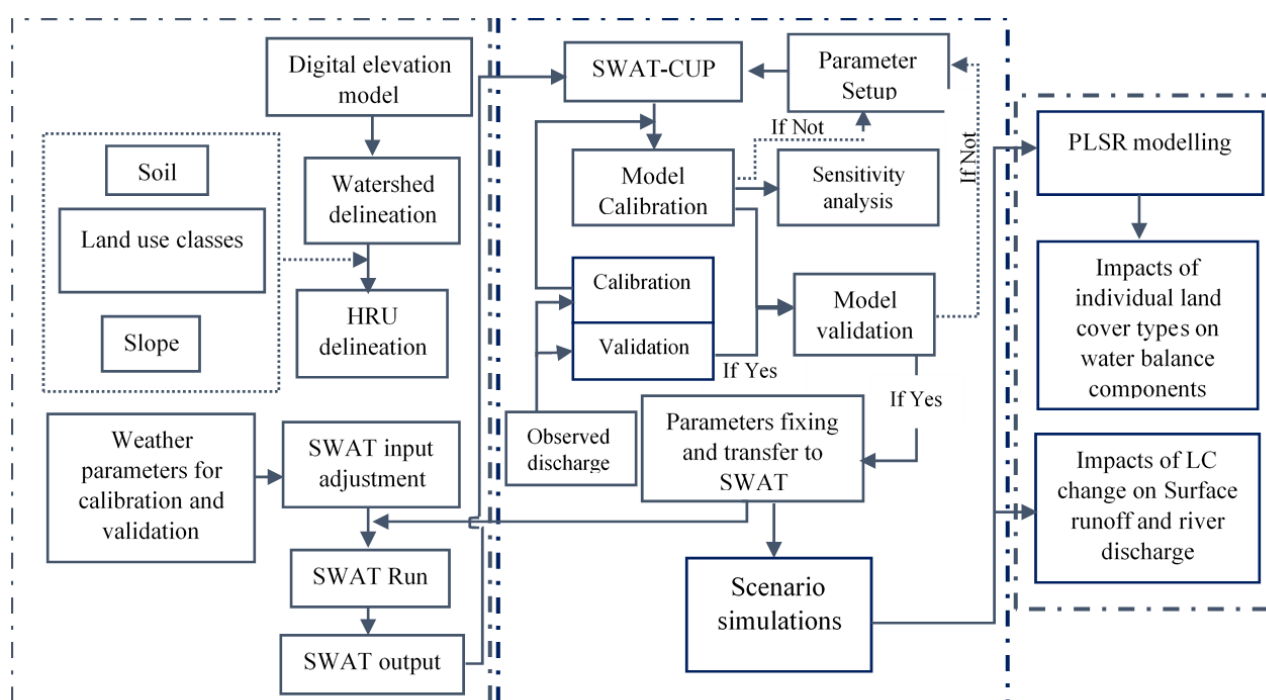 Digital elevation
model
Soil
Land use classes
Slope
Watershed
delineation
HRU
delineation
Weather
parameters for
calibration and
validation
SWAT input
adjustment
SWAT Run
SWAT output
SWAT-CUP
Parameter
Setup
If Not
Model
Calibration
Sensitivity
analysis
If Not
Calibration
Validation
If Yes
Model
validation
If Yes
Observed
discharge
Parameters fixing
and transfer to
SWAT
Scenario
simulations
PLSR modelling
Impacts of
individual land
cover types on
water balance
components
Impacts of LC
change on Surface
runoff and river
discharge